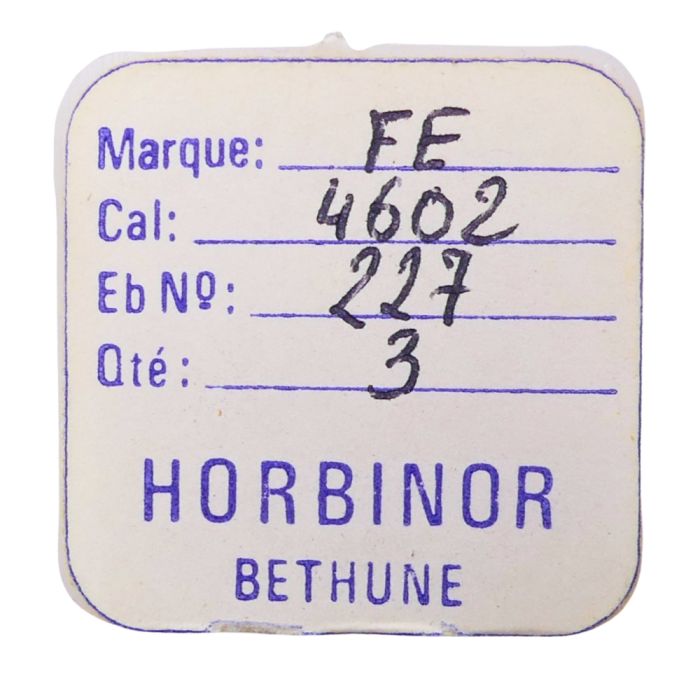 Marque: FE
Cal: 4602
Eb Nº: 227
Qté: 3
HORBINOR
BETHUNE